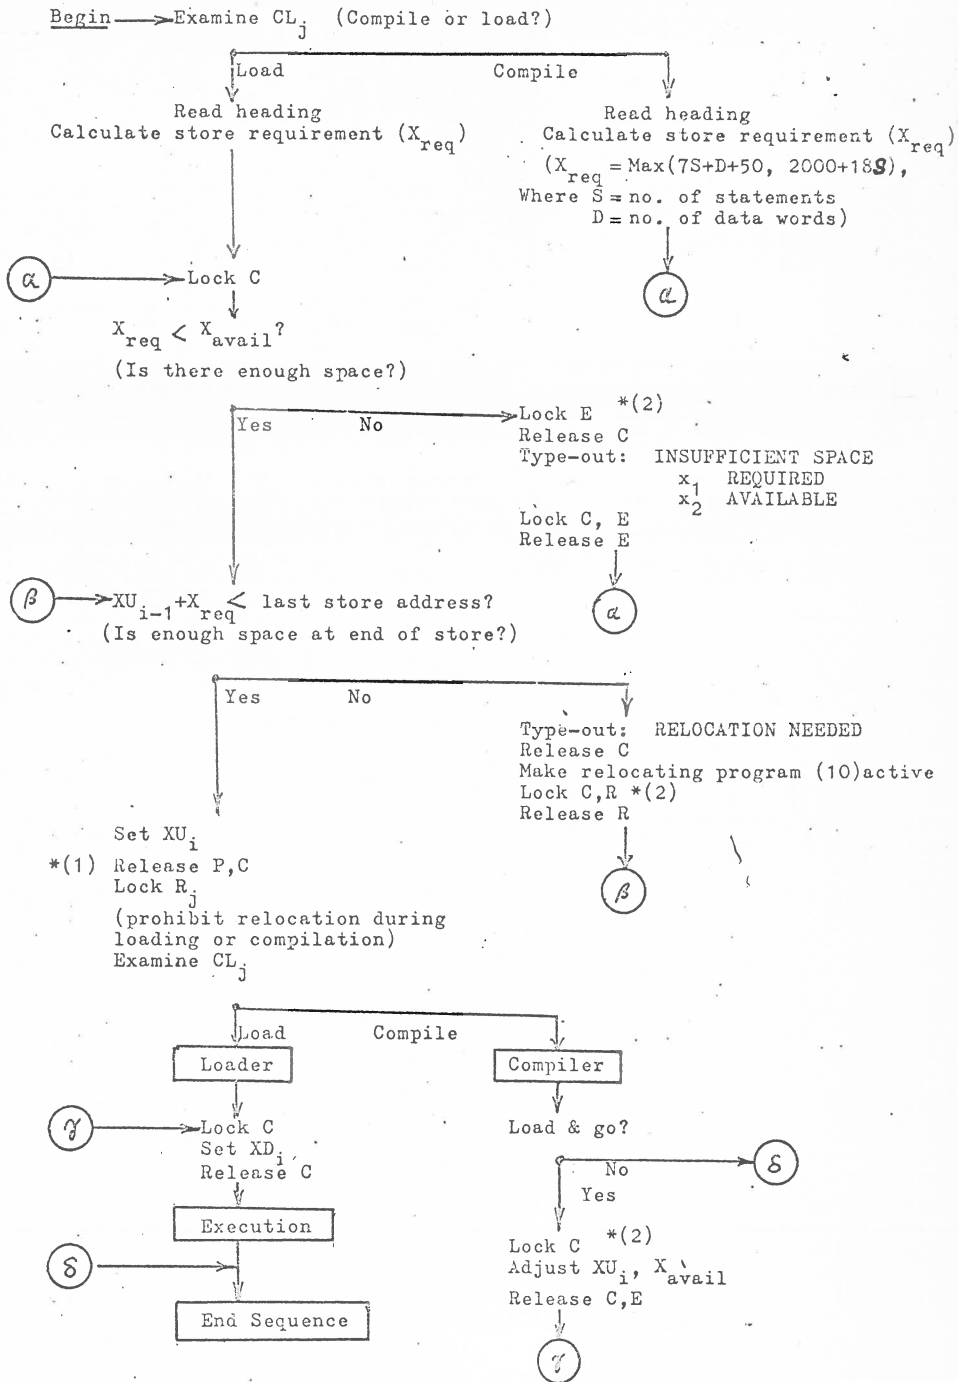 Begin Examine CLj (Compile or load?)
Load Compile
Read heading
Calculate store requirement (Xreq)
Read heading
Calculate store requirement (Xreq)
(Xreq = Max(7S+D+50, 2000+18S),
Where S = no. of statements
D = no. of data words)
α Lock C
α
Xreq < Xavail?
(Is there enough space?)
Yes No
Lock E *(2)
Release C
Type-out: INSUFFICIENT SPACE
x1 REQUIRED
x2 AVAILABLE
Lock C, E
Release E
α
β XUi-1+Xreq < last store address?
(Is enough space at end of store?)
Yes No
Type-out: RELOCATION NEEDED
Release C
Make relocating program (10)active
Lock C,R *(2)
Release R
β
Set XUi
*(1) Release P,C
Lock Rj
(prohibit relocation during
loading or compilation)
Examine CLj
Load Compile
Loader
Compiler
γ Lock C
Set XDi
Release C
Execution
δ
End Sequence
Load & go?
No δ
Yes
Lock C *(2)
Adjust XUi, Xavail
Release C,E
γ